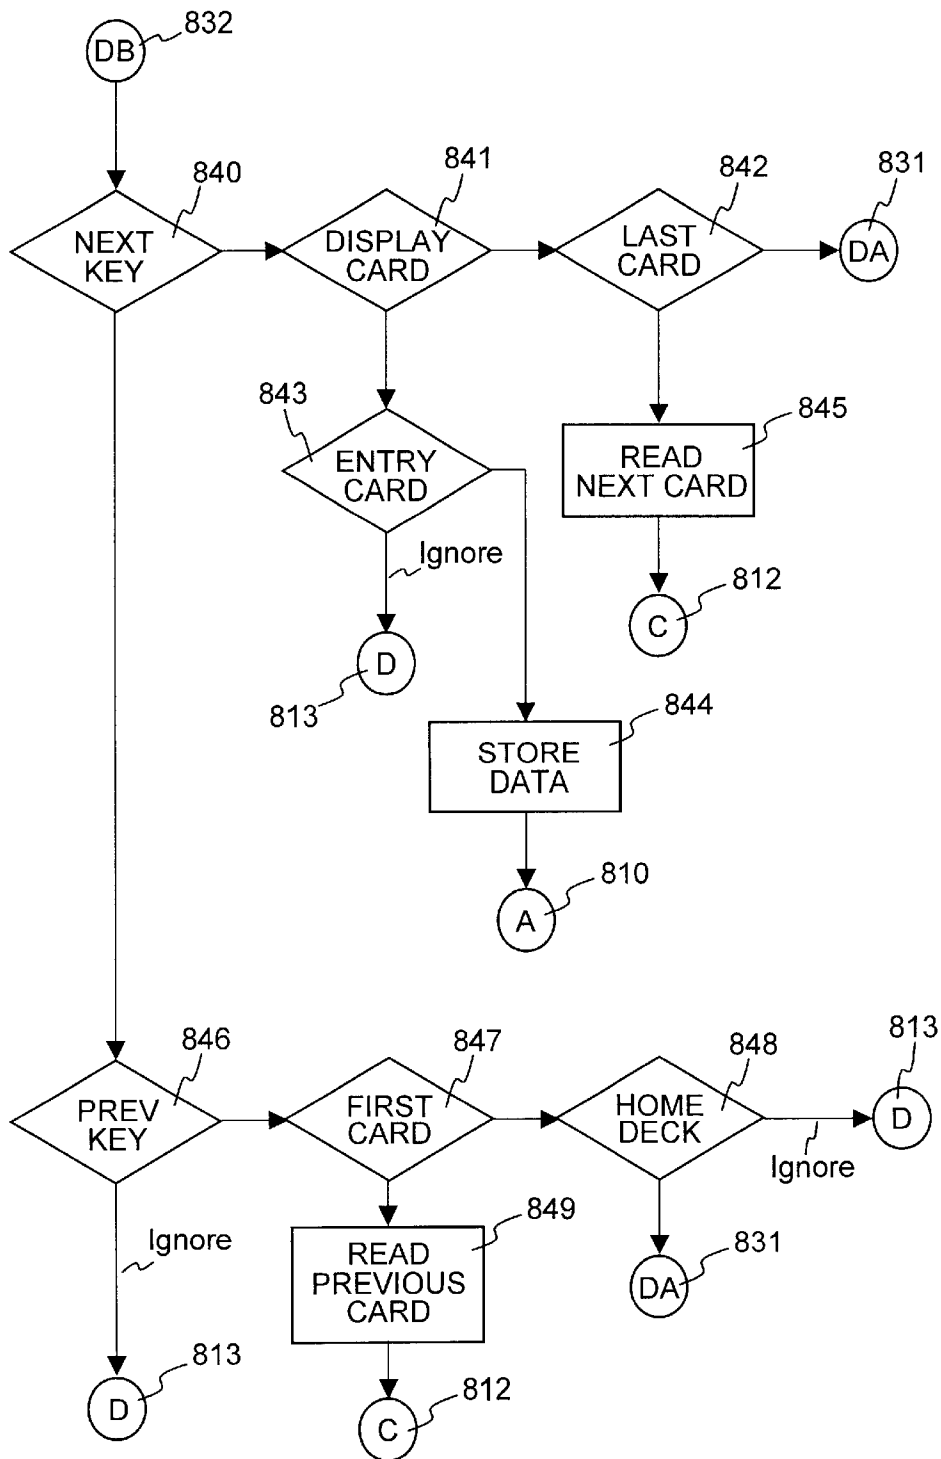 DB
832
840
NEXT
KEY
841
DISPLAY
CARD
842
LAST
CARD
831
DA
843
ENTRY
CARD
Ignore
D
813
845
READ
NEXT CARD
812
C
844
STORE
DATA
810
A
846
PREV
KEY
847
FIRST
CARD
848
HOME
DECK
813
D
Ignore
Ignore
849
READ
PREVIOUS
CARD
831
DA
813
D
812
C